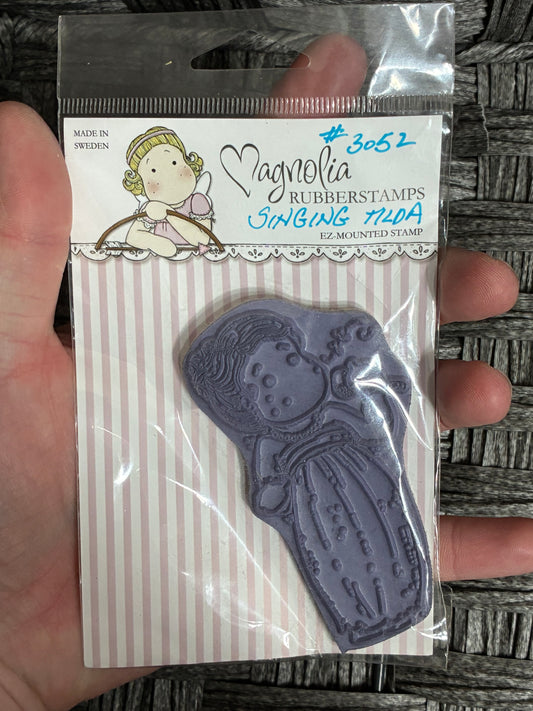 MADE IN
SWEDEN
Magnolia
#3052
RUBBERSTAMPS
SINGING TILDA
EZ-MOUNTED STAMP